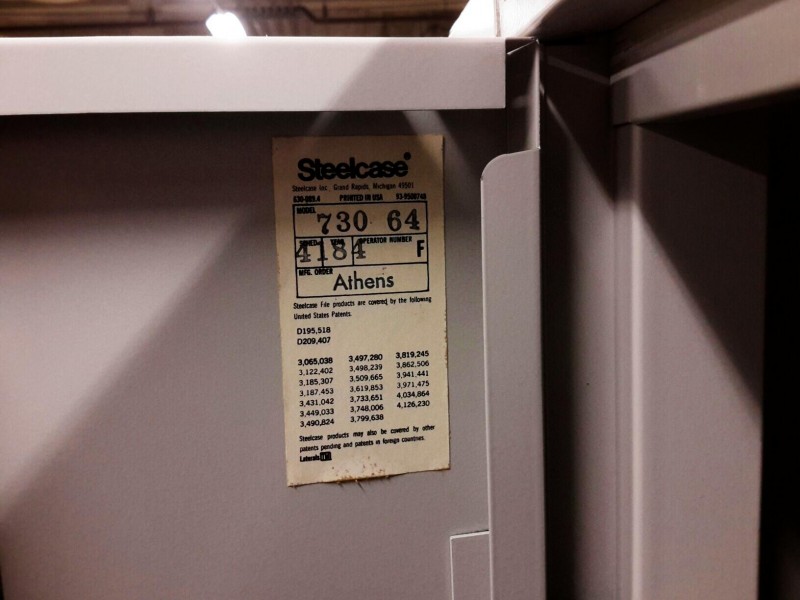 Steelcase
Steelcase Inc. Grand Rapids, Michigan 49501
PRINTED IN USA
MODEL
730 64
OPERATOR NUMBER
4184 F
MFG. ORDER
Athens
Steelcase File products are covered by the following
United States Patents.
D195,518
D209,407
3,065,038 3,497,280 3,819,245
3,122,402 3,498,239 3,862,506
3,185,307 3,509,665 3,941,441
3,187,453 3,619,853 3,971,475
3,431,042 3,733,651 4,034,864
3,449,033 3,748,006 4,126,230
3,490,824 3,799,638
Steelcase products may also be covered by other
patents pending and patents in foreign countries.
Laterals